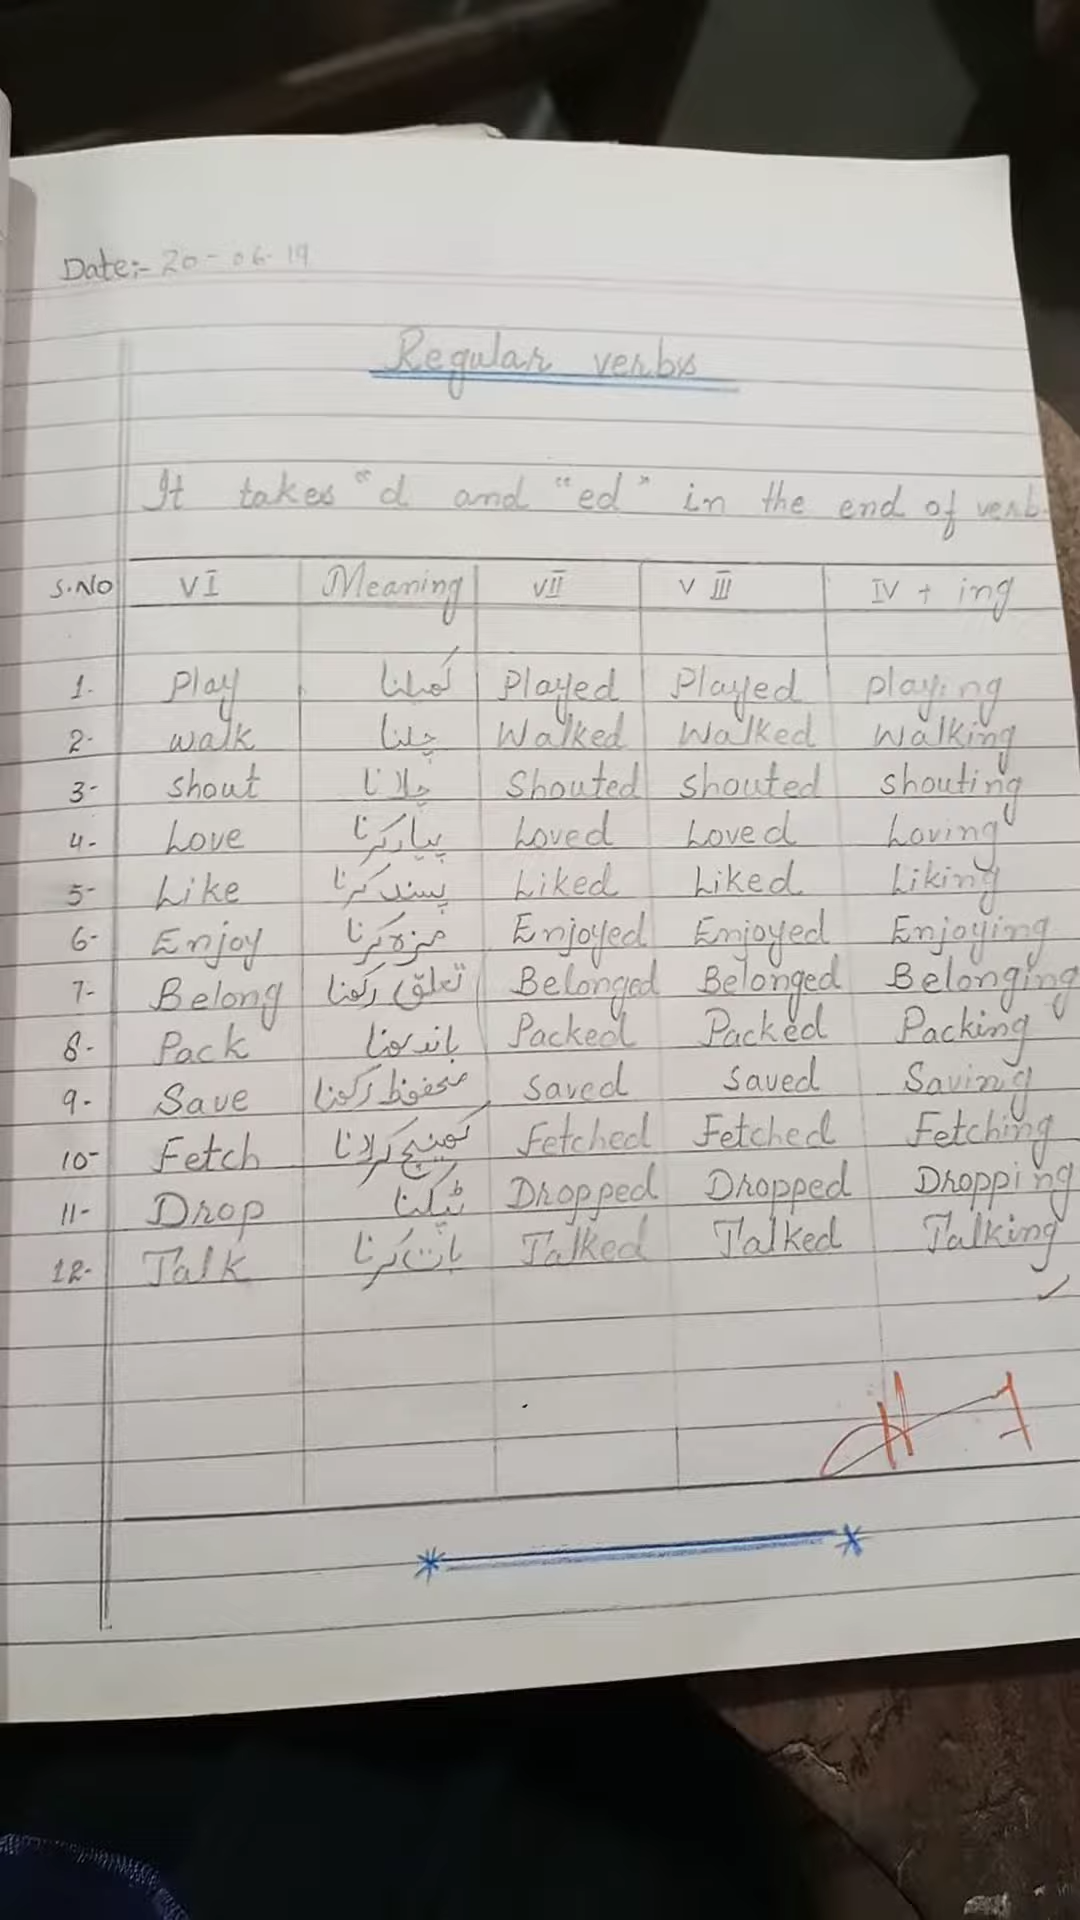 Date:- 20-06-19
Regular verbs
It takes "d and "ed" in the end of verb.
S.No VI Meaning VII V III IV + ing
1. Play کھیلنا Played Played playing
2- walk چلنا Walked Walked Walking
3- shout چلانا Shouted shouted shouting
4- Love پیار کرنا Loved Loved Loving
5- Like پسند کرنا Liked Liked Liking
6- Enjoy مزہ کرنا Enjoyed Enjoyed Enjoying
7- Belong تعلق رکھنا Belonged Belonged Belonging
8- Pack باندھنا Packed Packed Packing
9- Save محفوظ رکھنا saved saved Saving
10- Fetch کھینچ کر لانا Fetched Fetched Fetching
11- Drop ٹپکنا Dropped Dropped Dropping
12- Talk بات کرنا Talked Talked Talking